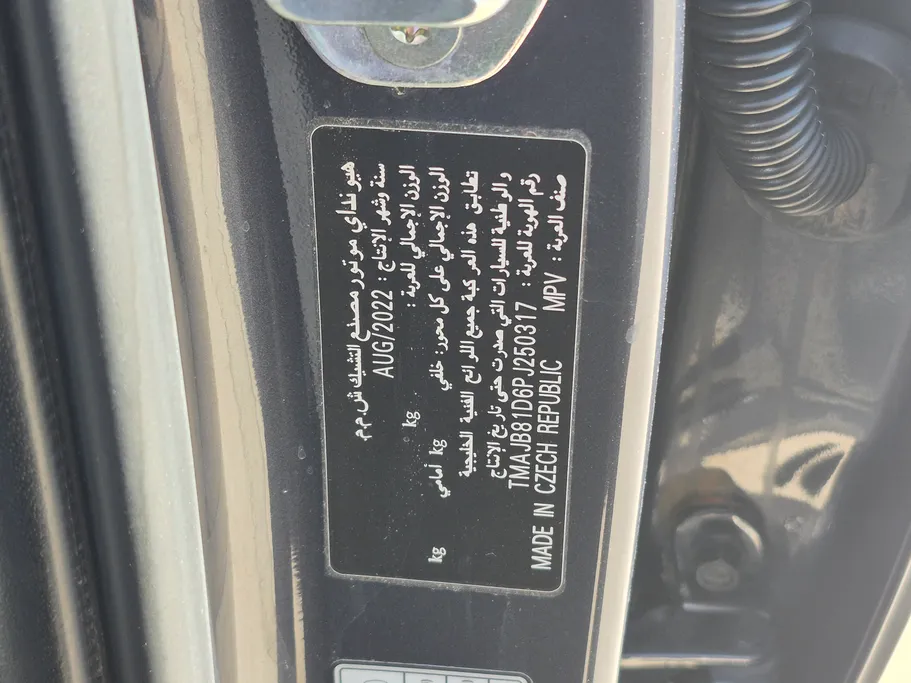 هيونداي موتور مصنع التشيك ش.م.م.
سنة وشهر الانتاج : AUG/2022
الوزن الإجمالي للعربة : kg
الوزن الإجمالي على كل محور: خلفي kg أمامي kg
تطابق هذه المركبة جميع اللوائح الفنية الخليجية
والوطنية للسيارات التي صدرت حتى تاريخ الإنتاج
رقم الهوية للعربة : TMAJB81D6PJ250317
صنف العربة : MPV MADE IN CZECH REPUBLIC